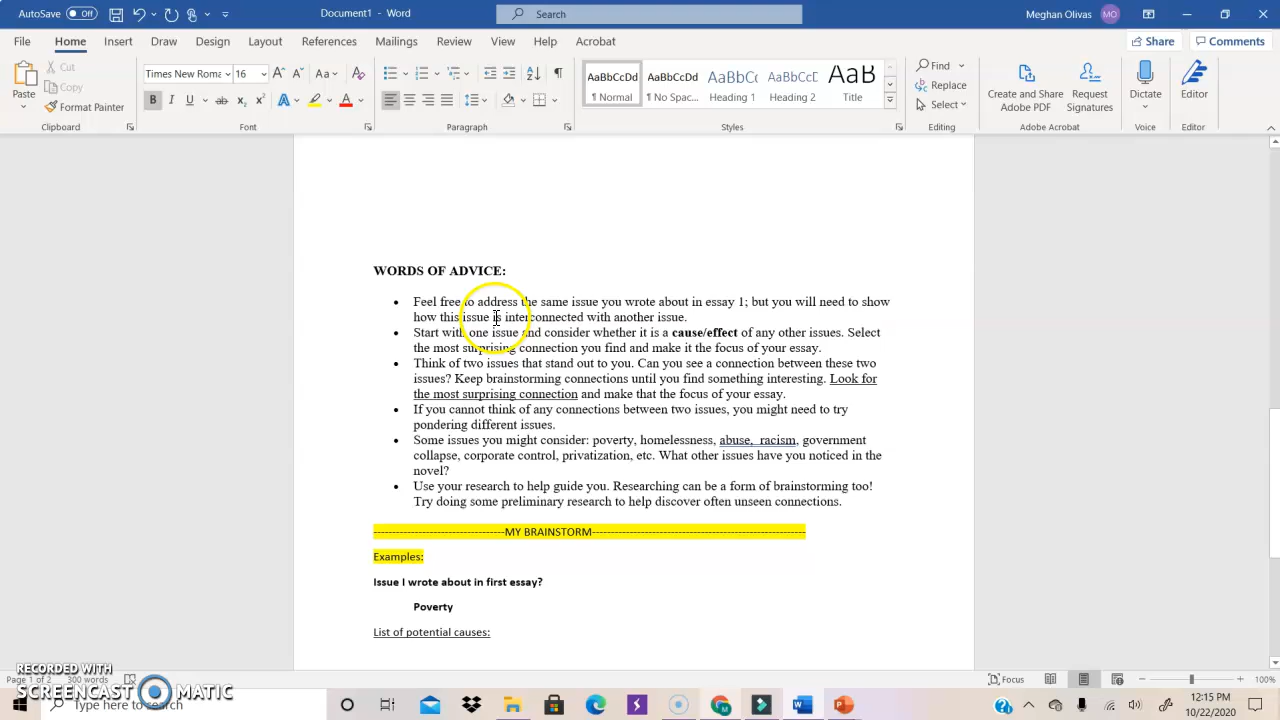 AutoSave Off Document1 - Word Search Meghan Olivas MO
File Home Insert Draw Design Layout References Mailings Review View Help Acrobat Share Comments
Paste Cut Copy Format Painter
Times New Roma 16 Aa
B I U ab x2 x2 A A
AaBbCcDd AaBbCcDd AaBbCc AaBbCcC AaB
¶ Normal ¶ No Spac... Heading 1 Heading 2 Title
Find Replace Select
Create and Share Adobe PDF Request Signatures Dictate Editor
Clipboard Font Paragraph Styles Editing Adobe Acrobat Voice Editor
WORDS OF ADVICE:
• Feel free to address the same issue you wrote about in essay 1; but you will need to show
how this issue is interconnected with another issue.
• Start with one issue and consider whether it is a cause/effect of any other issues. Select
the most surprising connection you find and make it the focus of your essay.
• Think of two issues that stand out to you. Can you see a connection between these two
issues? Keep brainstorming connections until you find something interesting. Look for
the most surprising connection and make that the focus of your essay.
• If you cannot think of any connections between two issues, you might need to try
pondering different issues.
• Some issues you might consider: poverty, homelessness, abuse, racism, government
collapse, corporate control, privatization, etc. What other issues have you noticed in the
novel?
• Use your research to help guide you. Researching can be a form of brainstorming too!
Try doing some preliminary research to help discover often unseen connections.
----------------------------------MY BRAINSTORM--------------------------------------------------------
Examples:
Issue I wrote about in first essay?
Poverty
List of potential causes:
RECORDED WITH
SCREENCAST MATIC
Page 1 of 2 300 words Focus 100%
Type here to search
12:15 PM
10/22/2020